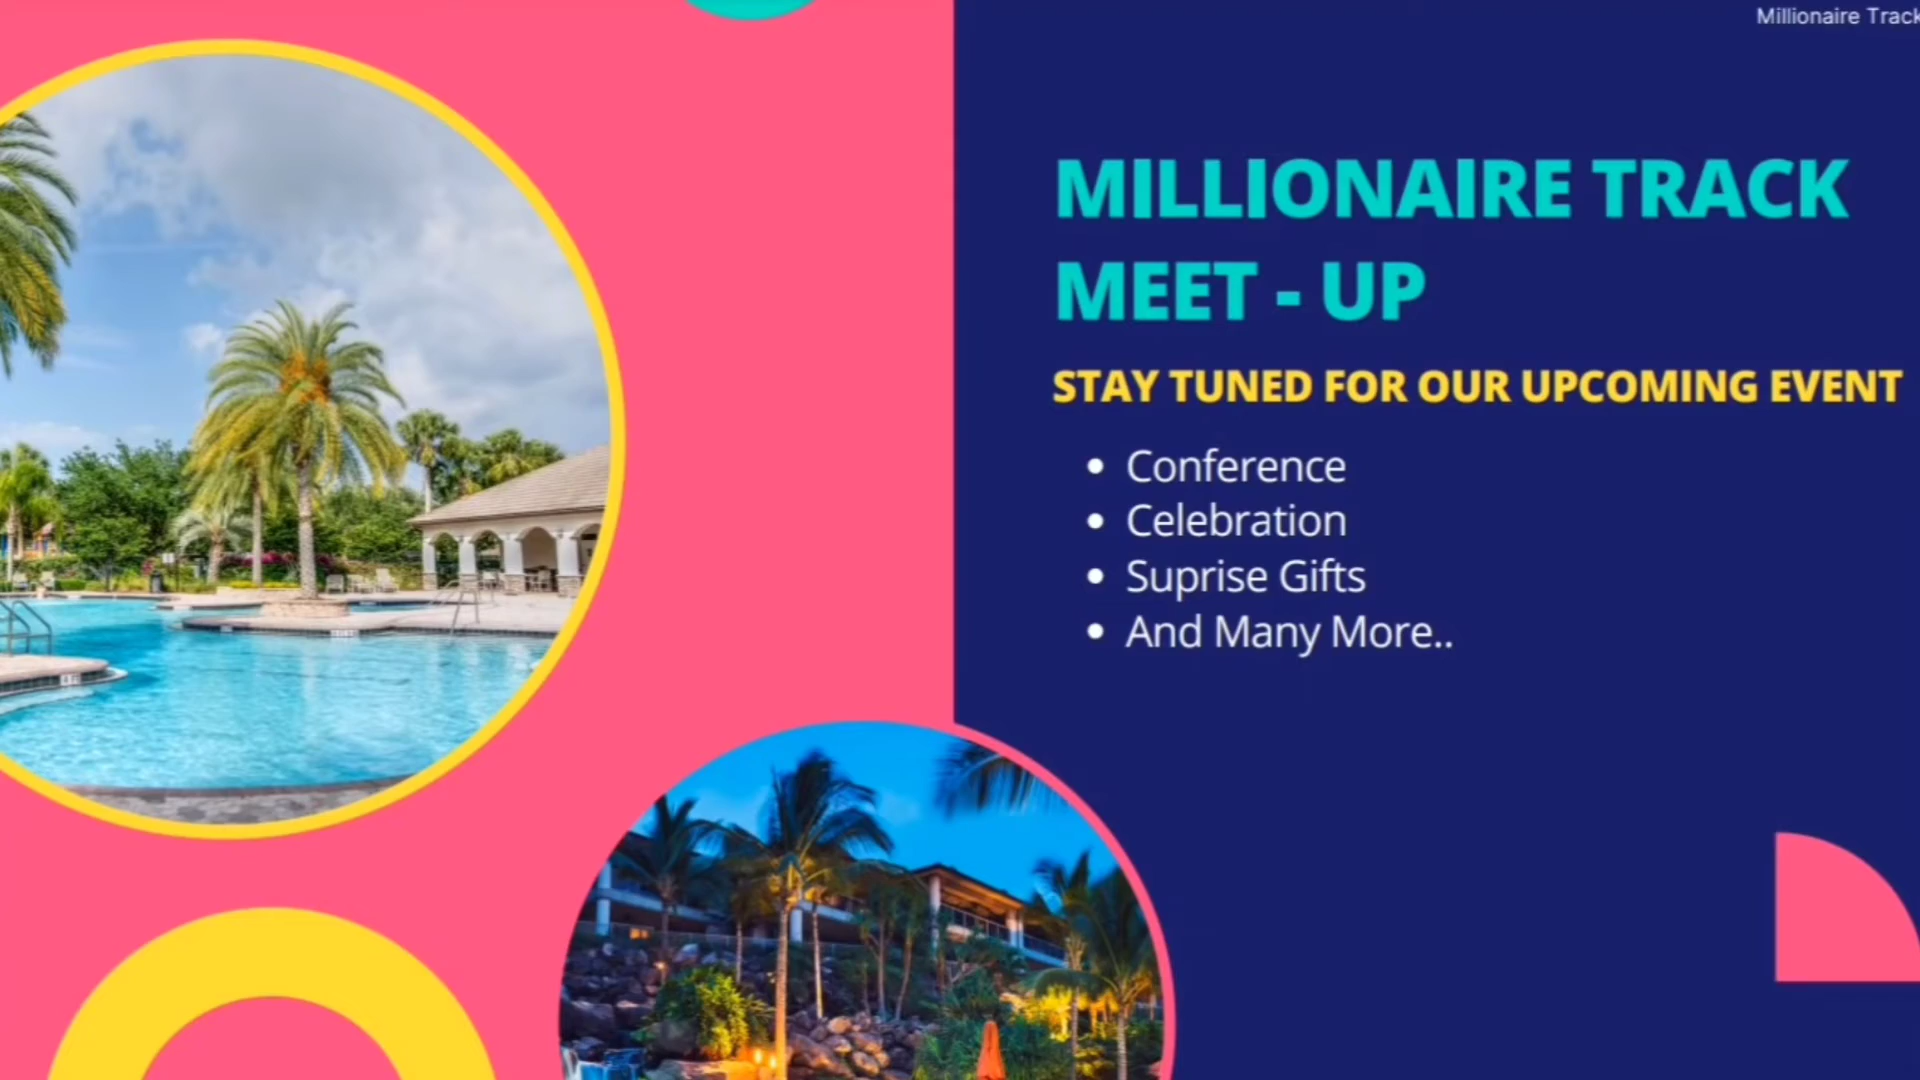 Millionaire Track
MILLIONAIRE TRACK
MEET - UP
STAY TUNED FOR OUR UPCOMING EVENT
• Conference
• Celebration
• Suprise Gifts
• And Many More..